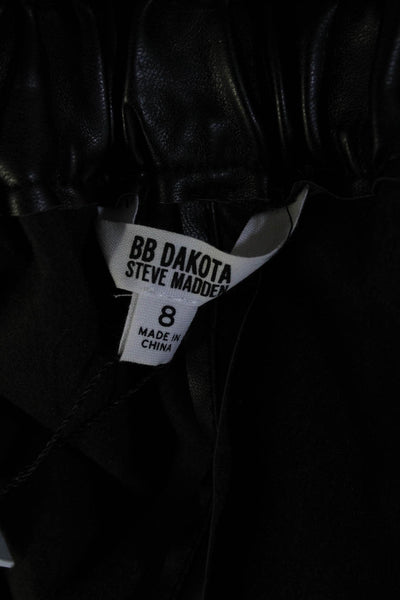 BB DAKOTA
STEVE MADDEN
8
MADE IN
CHINA